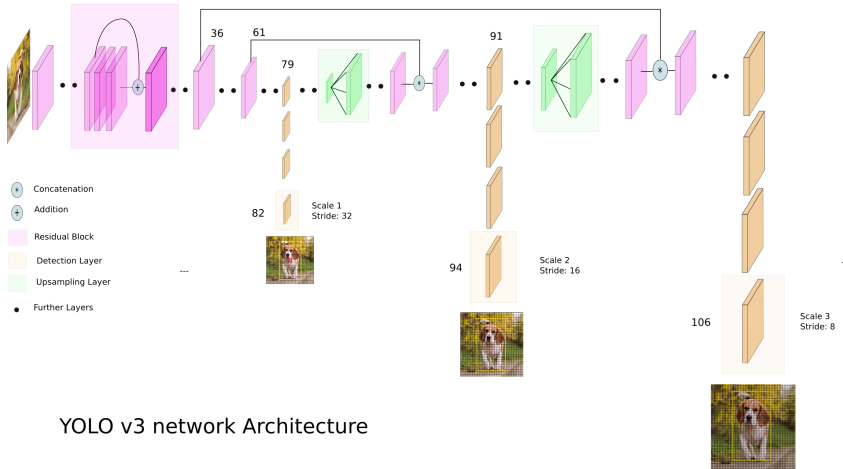 36
61
91
79
*
+
*
* Concatenation
+ Addition
Residual Block
Detection Layer
Upsampling Layer
Further Layers
---
82
Scale 1
Stride: 32
94
Scale 2
Stride: 16
106
Scale 3
Stride: 8
YOLO v3 network Architecture